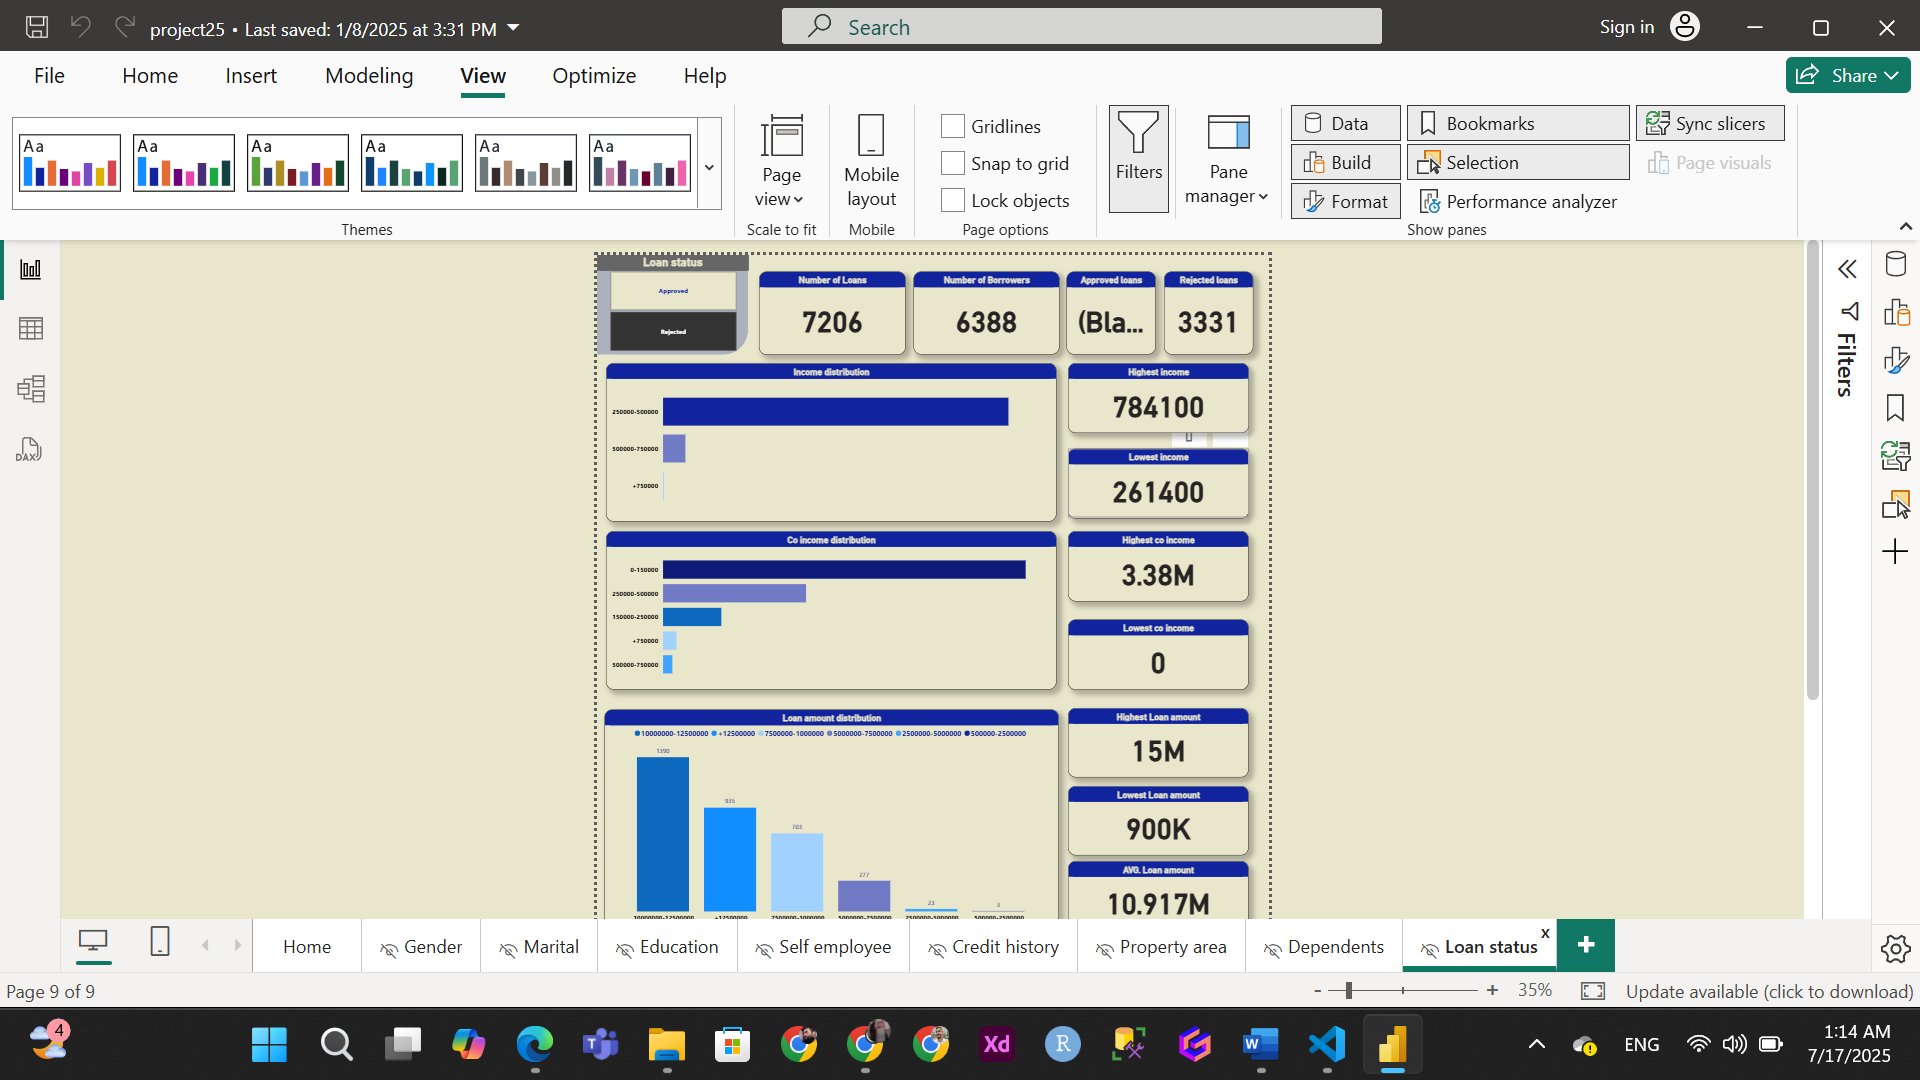 project25 • Last saved: 1/8/2025 at 3:31 PM
Search
Sign in
File Home Insert Modeling View Optimize Help
Share
Aa Aa Aa Aa Aa Aa
Themes
Page view
Scale to fit
Mobile layout
Mobile
Gridlines
Snap to grid
Lock objects
Page options
Filters
Pane manager
Data
Build
Format
Bookmarks
Selection
Performance analyzer
Sync slicers
Page visuals
Show panes
DAX
Filters
Loan status
Approved
Rejected
Number of Loans
7206
Number of Borrowers
6388
Approved loans
(Bla...
Rejected loans
3331
Income distribution
250000-500000
500000-750000
+750000
Highest income
784100
Lowest income
261400
Co income distribution
0-150000
250000-500000
150000-250000
+750000
500000-750000
Highest co income
3.38M
Lowest co income
0
Loan amount distribution
10000000-12500000 +12500000 7500000-1000000 5000000-7500000 2500000-5000000 500000-2500000
1390
935
703
277
23
3
10000000-12500000 +12500000 7500000-1000000 5000000-7500000 2500000-5000000 500000-2500000
Highest Loan amount
15M
Lowest Loan amount
900K
AVG. Loan amount
10.917M
Home Gender Marital Education Self employee Credit history Property area Dependents Loan status x
+
Page 9 of 9
- + 35%
Update available (click to download)
4
Xd
R
W
ENG
1:14 AM
7/17/2025